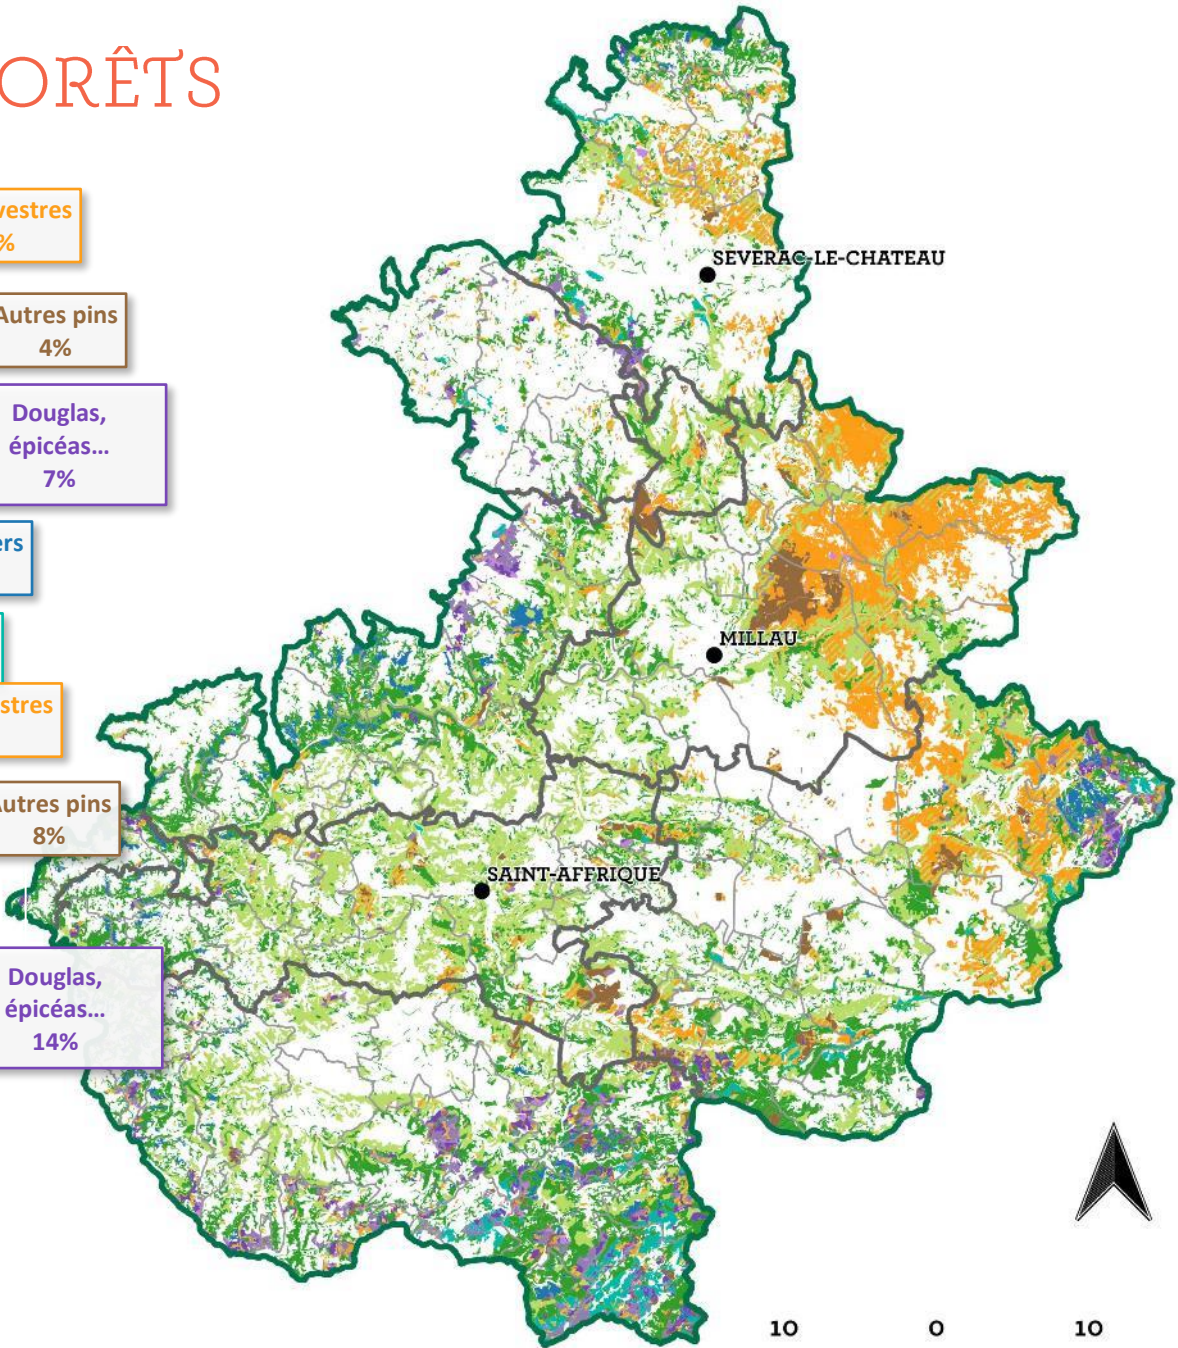 ORÊTS
vestres
%
Autres pins
4%
Douglas,
épicéas...
7%
ers
stres
Autres pins
8%
Douglas,
épicéas...
14%
SEVERAC-LE-CHATEAU
MILLAU
SAINT-AFFRIQUE
10 0 10